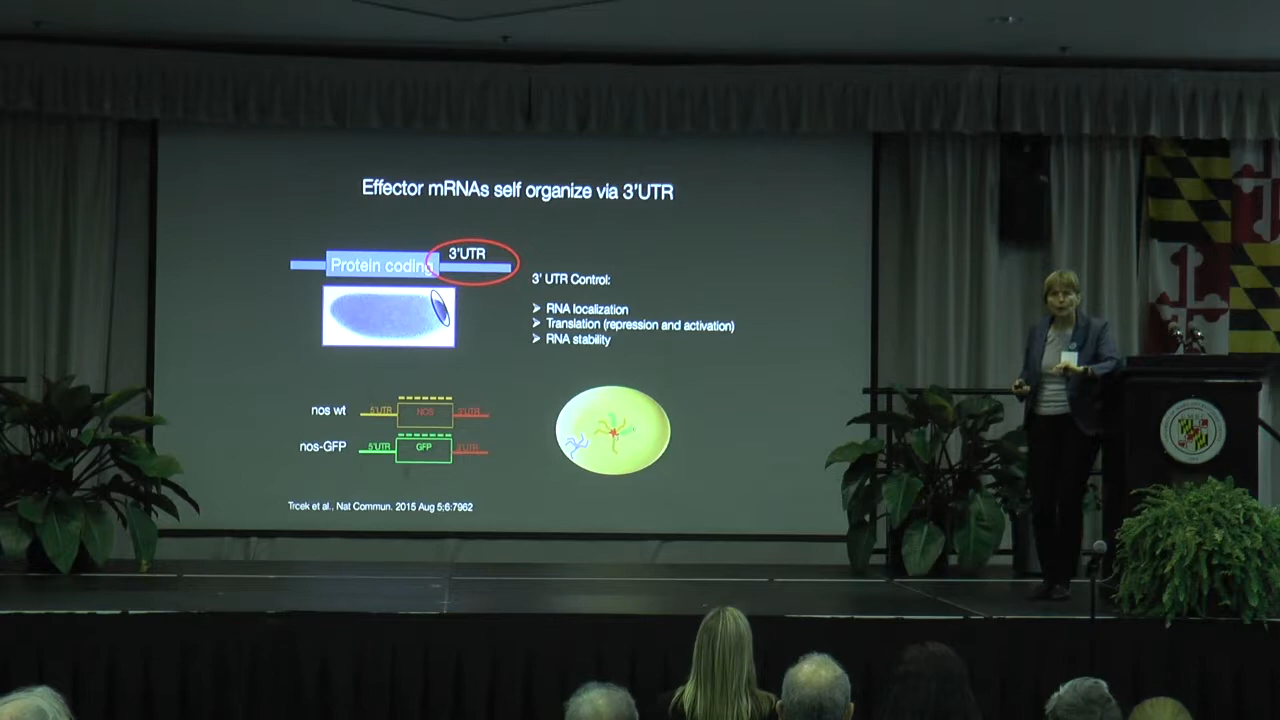 Effector mRNAs self organize via 3'UTR
3'UTR
Protein coding
3' UTR Control:
➢ RNA localization
➢ Translation (repression and activation)
➢ RNA stability
nos wt
5'UTR
NOS
3'UTR
nos-GFP
5'UTR
GFP
3'UTR
Trcek et al., Nat Commun. 2015 Aug 5;6:7962